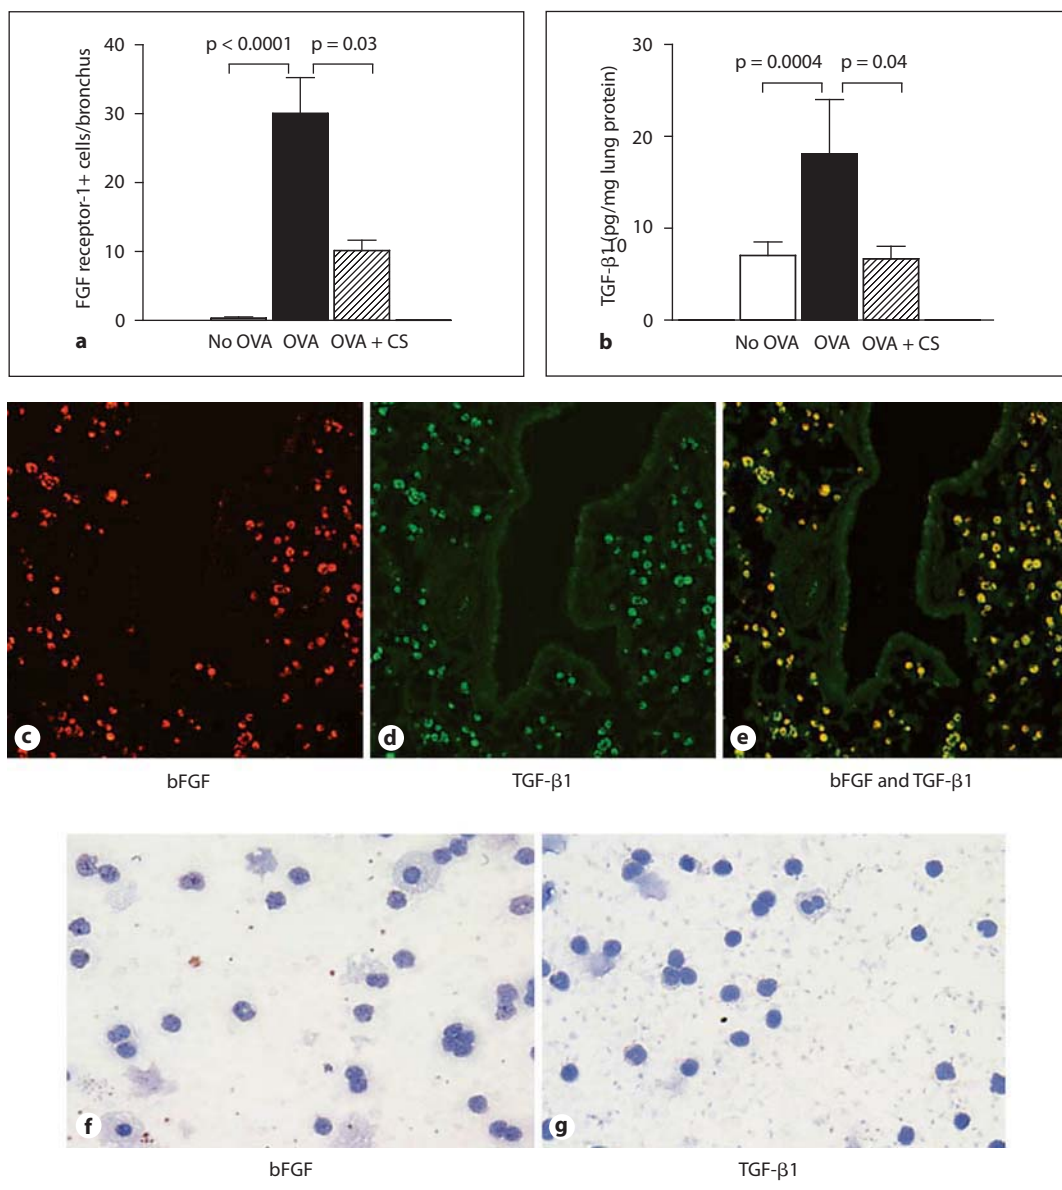 FGF receptor-1+ cells/bronchus
40
30
20
10
0
p < 0.0001 p = 0.03
No OVA OVA OVA + CS
a
TGF-β1 (pg/mg lung protein)
30
20
10
10
0
p = 0.0004 p = 0.04
No OVA OVA OVA + CS
b
c
d
e
bFGF
TGF-β1
bFGF and TGF-β1
f
g
bFGF
TGF-β1